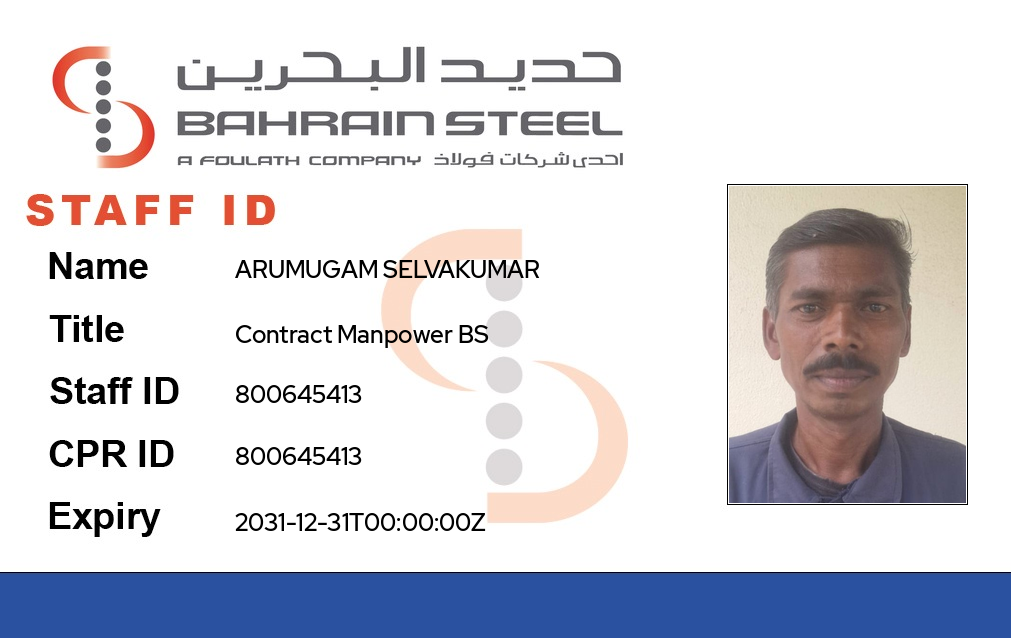 حديد البحرين
BAHRAIN STEEL
A FOULATH COMPANY احدى شركات فولاذ
STAFF ID
Name ARUMUGAM SELVAKUMAR
Title Contract Manpower BS
Staff ID 800645413
CPR ID 800645413
Expiry 2031-12-31T00:00:00Z